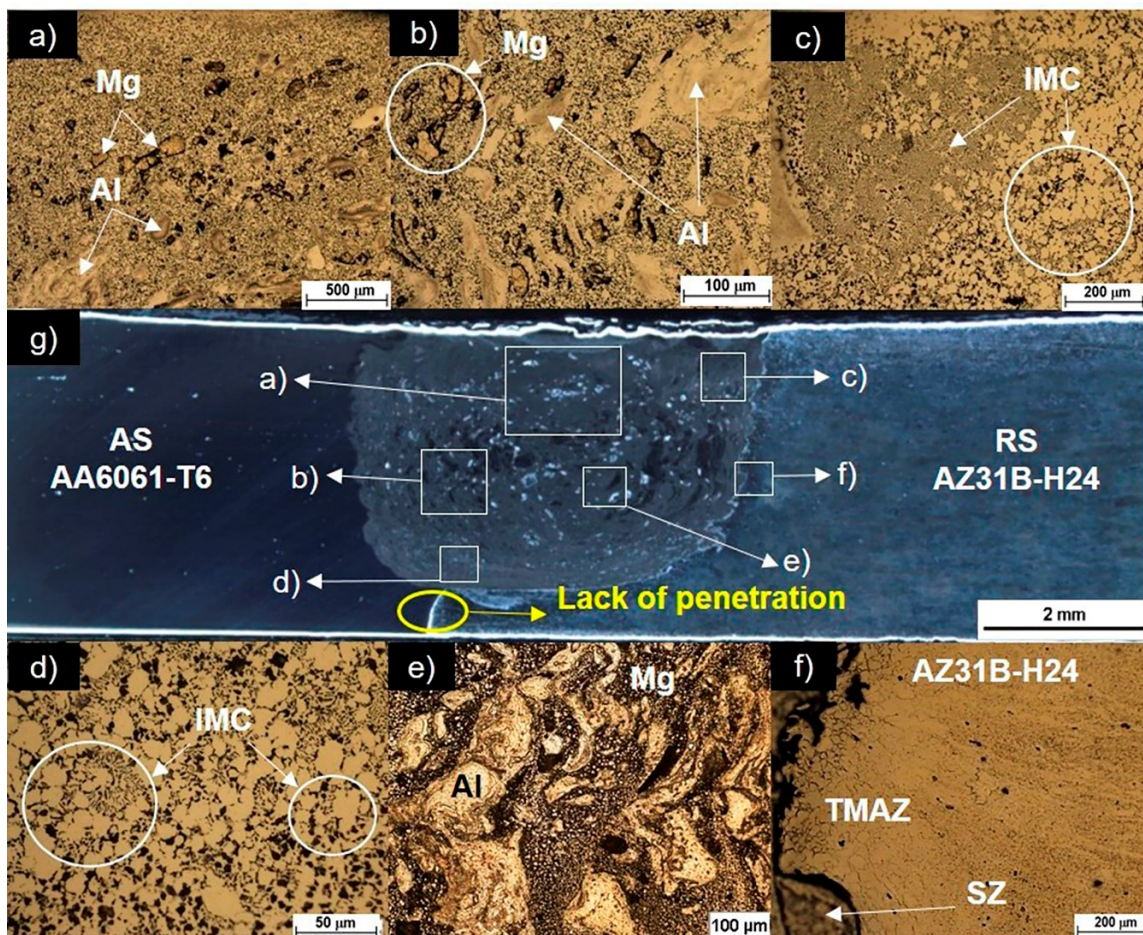 a)
Mg
Al
500 μm
b)
Mg
Al
100 μm
c)
IMC
200 μm
g)
a)
c)
AS
AA6061-T6
RS
AZ31B-H24
b)
f)
d)
e)
Lack of penetration
2 mm
d)
IMC
50 μm
e)
Mg
Al
100 μm
f)
AZ31B-H24
TMAZ
SZ
200 μm